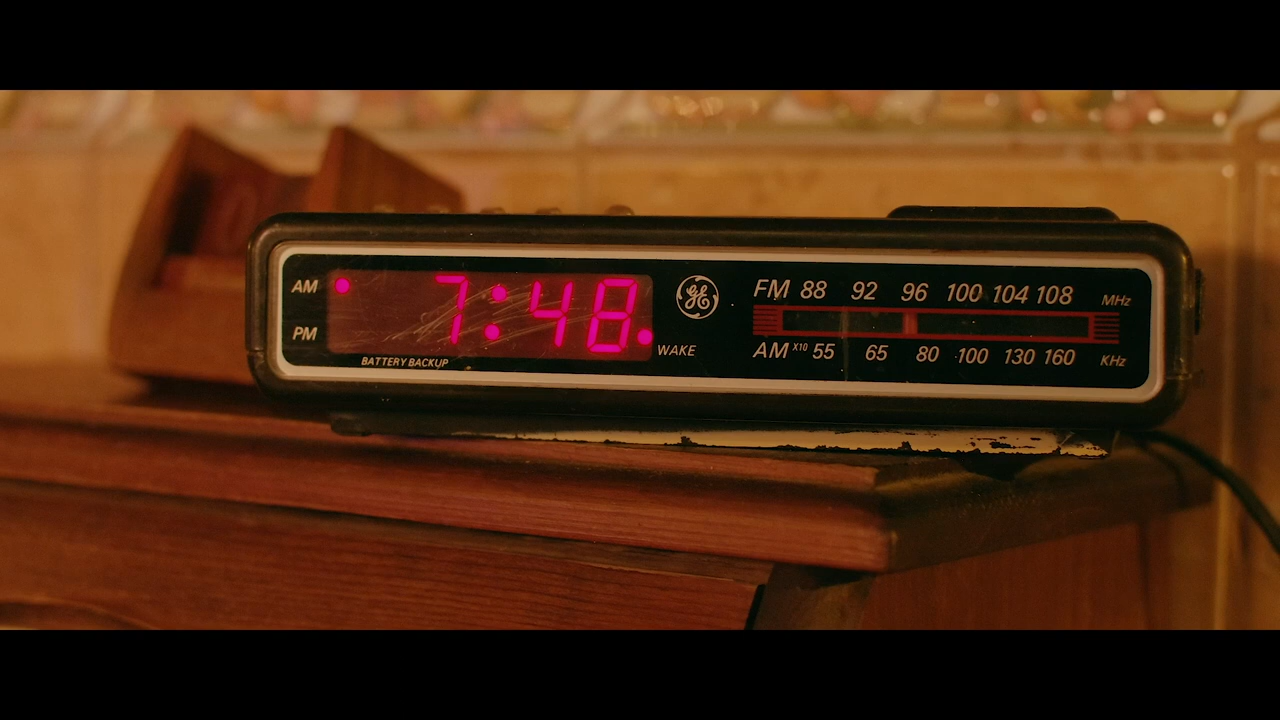 AM
7:48
PM
BATTERY BACKUP
GE
WAKE
FM 88 92 96 100 104 108 MHz
AM X10 55 65 80 100 130 160 KHz